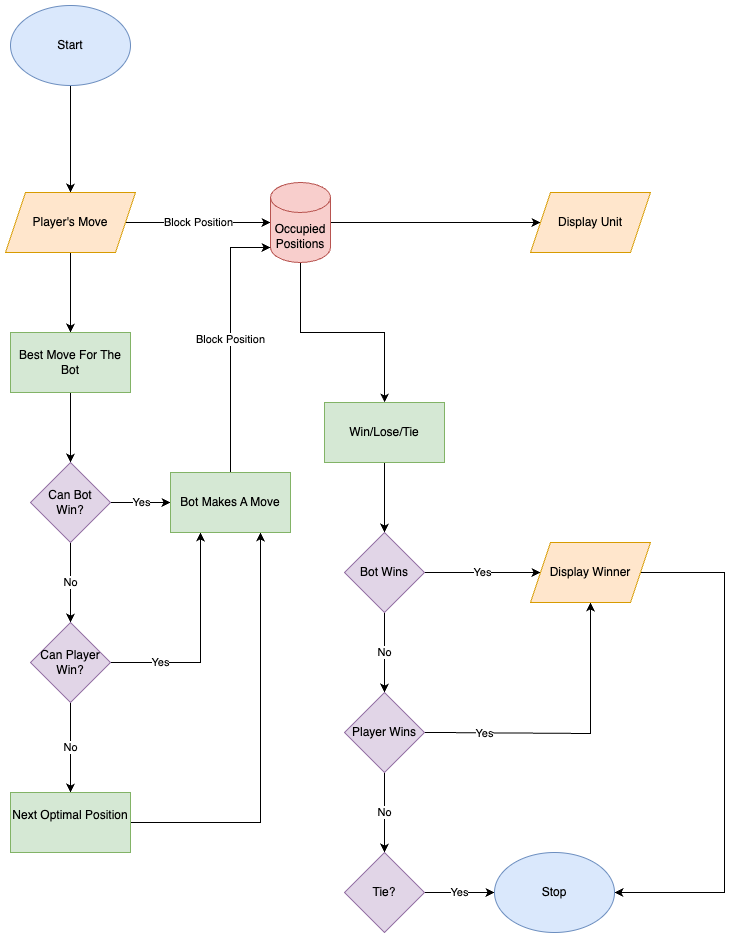 Start
Player's Move
Block Position
Occupied
Positions
Display Unit
Block Position
Best Move For The
Bot
Win/Lose/Tie
Can Bot
Win?
Yes
Bot Makes A Move
No
Can Player
Win?
Yes
No
Next Optimal Position
Bot Wins
Yes
Display Winner
No
Player Wins
Yes
No
Tie?
Yes
Stop